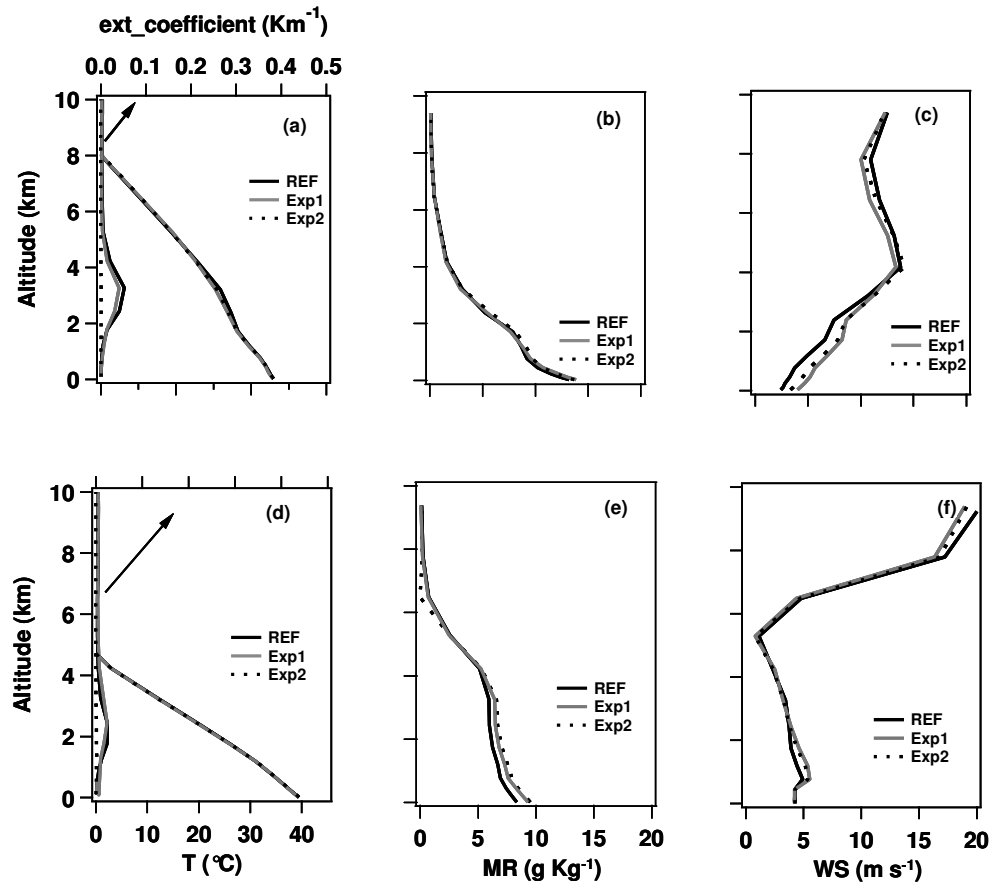 ext_coefficient (Km-1)
0.0 0.1 0.2 0.3 0.4 0.5
10
8
6
4
2
0
Altitude (km)
(a)
REF
Exp1
Exp2
(b)
REF
Exp1
Exp2
(c)
REF
Exp1
Exp2
10
8
6
4
2
0
Altitude (km)
(d)
REF
Exp1
Exp2
0 10 20 30 40
T (°C)
(e)
REF
Exp1
Exp2
0 5 10 15 20
MR (g Kg-1)
(f)
REF
Exp1
Exp2
0 5 10 15 20
WS (m s-1)